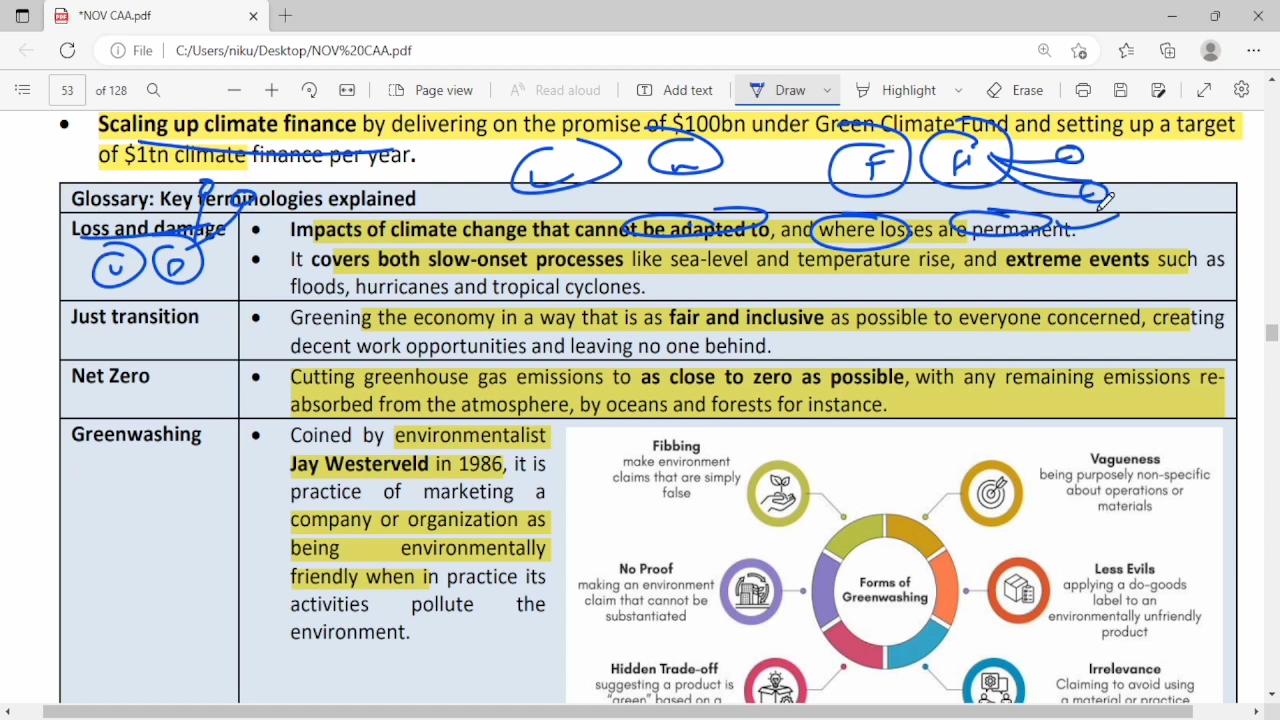 *NOV CAA.pdf
File
C:/Users/niku/Desktop/NOV%20CAA.pdf
53 of 128
Page view
Read aloud
Add text
Draw
Highlight
Erase
• Scaling up climate finance by delivering on the promise of $100bn under Green Climate Fund and setting up a target
of $1tn climate finance per year.
Glossary: Key terminologies explained
Loss and damage
• Impacts of climate change that cannot be adapted to, and where losses are permanent.
• It covers both slow-onset processes like sea-level and temperature rise, and extreme events such as
floods, hurricanes and tropical cyclones.
Just transition
• Greening the economy in a way that is as fair and inclusive as possible to everyone concerned, creating
decent work opportunities and leaving no one behind.
Net Zero
• Cutting greenhouse gas emissions to as close to zero as possible, with any remaining emissions re-
absorbed from the atmosphere, by oceans and forests for instance.
Greenwashing
• Coined by environmentalist
Jay Westerveld in 1986, it is
practice of marketing a
company or organization as
being environmentally
friendly when in practice its
activities pollute the
environment.
Fibbing
make environment
claims that are simply
false
Vagueness
being purposely non-specific
about operations or
materials
No Proof
making an environment
claim that cannot be
substantiated
Forms of
Greenwashing
Less Evils
applying a do-goods
label to an
environmentally unfriendly
product
Hidden Trade-off
suggesting a product is
"green" based on a
Irrelevance
Claiming to avoid using
a material or practice